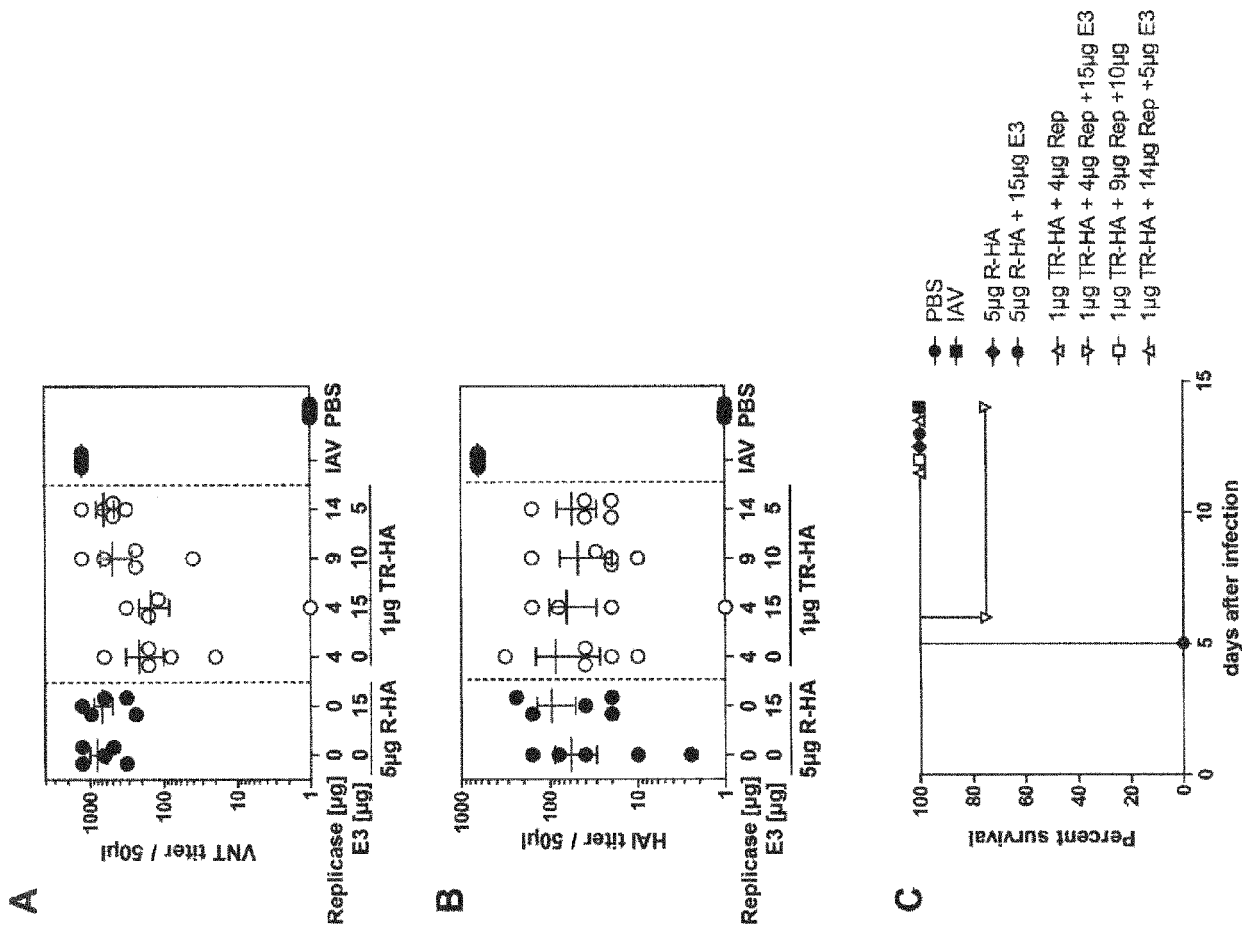 A
VNT titer / 50µl
1000
100
10
1
Replicase [µg] 0 0 4 4 9 14 IAV PBS
E3 [µg] 0 15 0 15 10 5
5µg R-HA 1µg TR-HA
B
HAI titer / 50µl
1000
100
10
1
Replicase [µg] 0 0 4 4 9 14 IAV PBS
E3 [µg] 0 15 0 15 10 5
5µg R-HA 1µg TR-HA
C
Percent survival
100
80
60
40
20
0
0 5 10 15
days after infection
PBS
IAV
5µg R-HA
5µg R-HA + 15µg E3
1µg TR-HA + 4µg Rep
1µg TR-HA + 4µg Rep +15µg E3
1µg TR-HA + 9µg Rep +10µg
1µg TR-HA + 14µg Rep +5µg E3